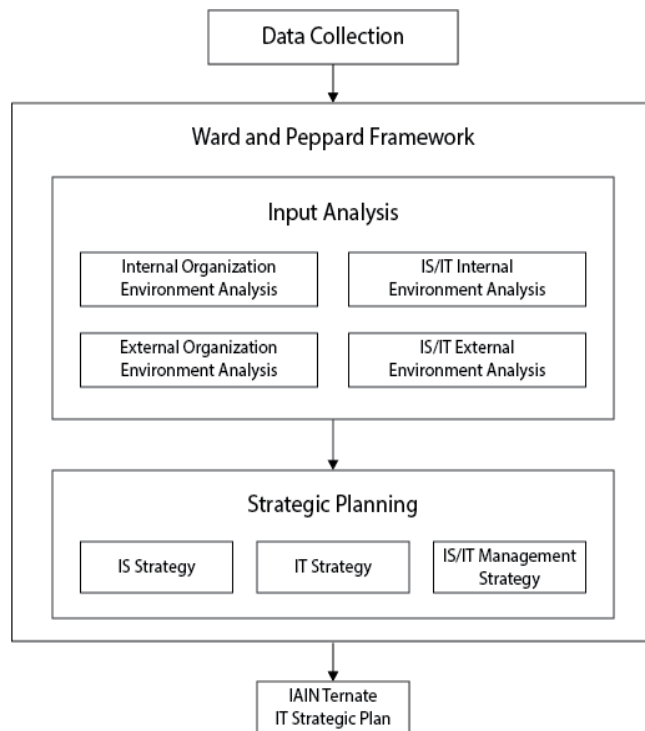 Data Collection
Ward and Peppard Framework
Input Analysis
Internal Organization
Environment Analysis
IS/IT Internal
Environment Analysis
External Organization
Environment Analysis
IS/IT External
Environment Analysis
Strategic Planning
IS Strategy
IT Strategy
IS/IT Management
Strategy
IAIN Ternate
IT Strategic Plan